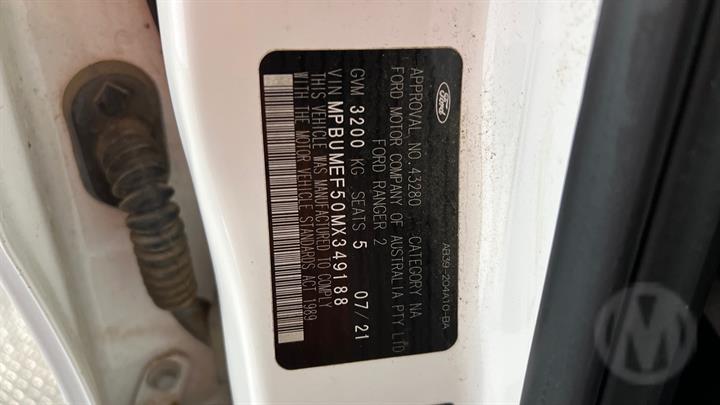 Ford
AB39-204A10-BA
APPROVAL NO.43280 CATEGORY NA
FORD MOTOR COMPANY OF AUSTRALIA PTY LTD
FORD RANGER 2
07/21
GVM 3200 KG SEATS 5
VIN MPBUMEF50MX349188
THIS VEHICLE WAS MANUFACTURED TO COMPLY
WITH THE MOTOR VEHICLE STANDARDS ACT 1989
M